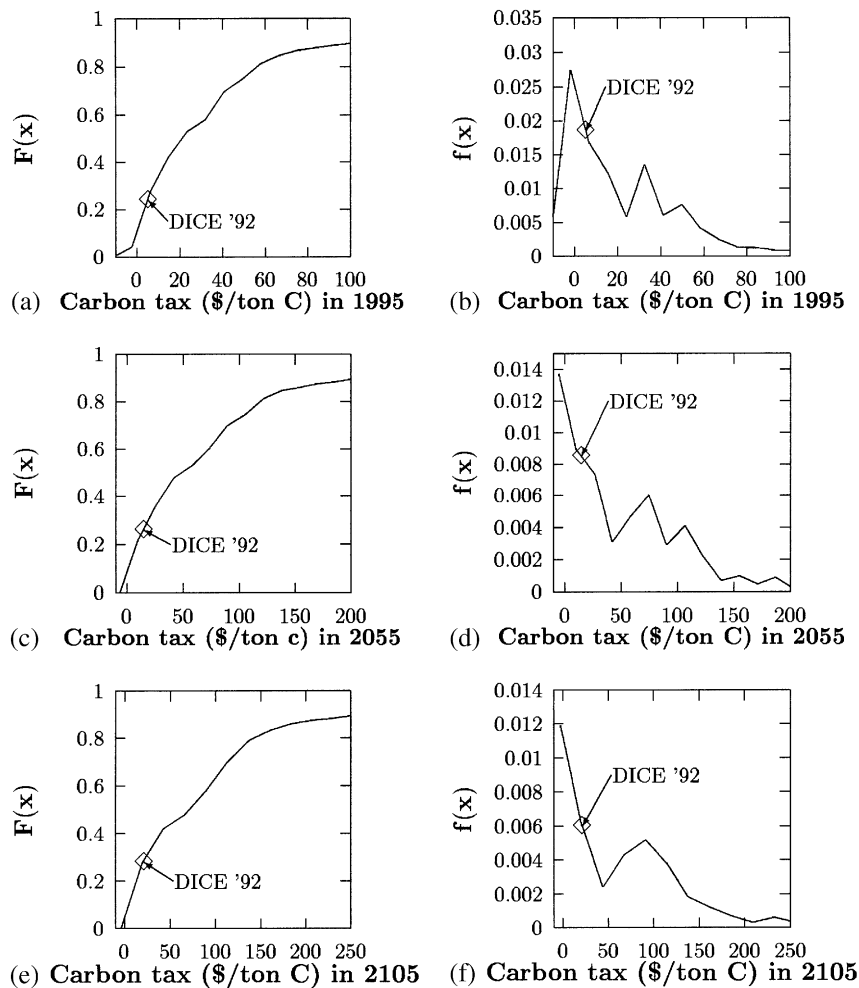 1
0.8
0.6
0.4
0.2
0
F(x)
DICE '92
0 20 40 60 80 100
(a) Carbon tax ($/ton C) in 1995
0.035
0.03
0.025
0.02
0.015
0.01
0.005
0
f(x)
DICE '92
0 20 40 60 80 100
(b) Carbon tax ($/ton C) in 1995
1
0.8
0.6
0.4
0.2
0
F(x)
DICE '92
0 50 100 150 200
(c) Carbon tax ($/ton c) in 2055
0.014
0.012
0.01
0.008
0.006
0.004
0.002
0
f(x)
DICE '92
0 50 100 150 200
(d) Carbon tax ($/ton C) in 2055
1
0.8
0.6
0.4
0.2
0
F(x)
DICE '92
0 50 100 150 200 250
(e) Carbon tax ($/ton C) in 2105
0.014
0.012
0.01
0.008
0.006
0.004
0.002
0
f(x)
DICE '92
0 50 100 150 200 250
(f) Carbon tax ($/ton C) in 2105